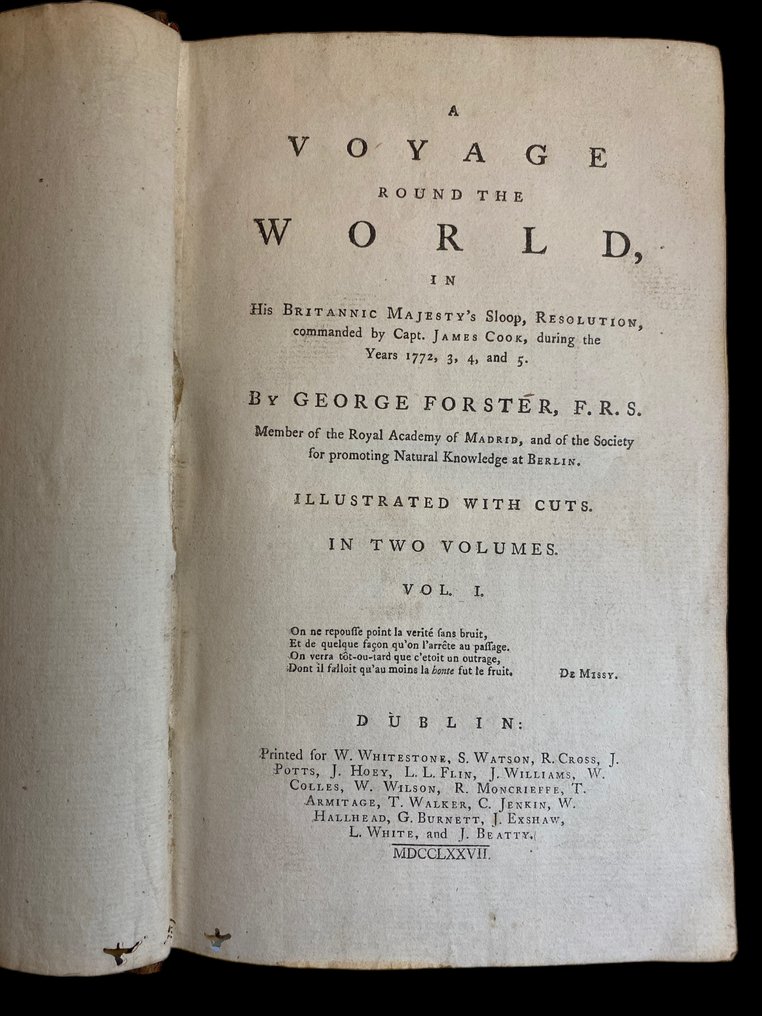 A
VOYAGE
ROUND THE
WORLD,
IN
His BRITANNIC MAJESTY's Sloop, RESOLUTION,
commanded by Capt. JAMES COOK, during the
Years 1772, 3, 4, and 5.
By GEORGE FORSTER, F. R. S.
Member of the Royal Academy of MADRID, and of the Society
for promoting Natural Knowledge at BERLIN.
ILLUSTRATED WITH CUTS.
IN TWO VOLUMES.
VOL. I.
On ne repouſſe point la verité ſans bruit,
Et de quelque façon qu'on l'arrête au paſſage.
On verra tôt-ou-tard que c'etoit un outrage,
Dont il falloit qu'au moins la honte fut le fruit. DE MISSY.
DUBLIN:
Printed for W. WHITESTONE, S. WATSON, R. CROSS, J.
POTTS, J. HOEY, L. L. FLIN, J. WILLIAMS, W.
COLLES, W. WILSON, R. MONCRIEFFE, T.
ARMITAGE, T. WALKER, C. JENKIN, W.
HALLHEAD, G. BURNETT, J. EXSHAW,
L. WHITE, and J. BEATTY.
MDCCLXXVII.